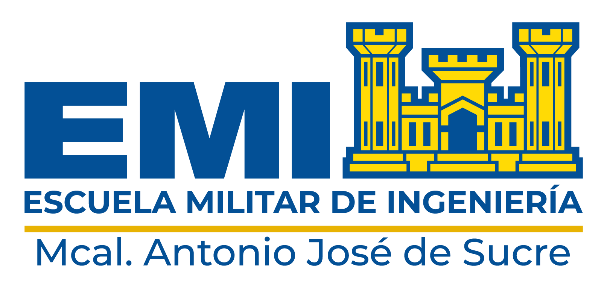 EMI
ESCUELA MILITAR DE INGENIERÍA
Mcal. Antonio José de Sucre